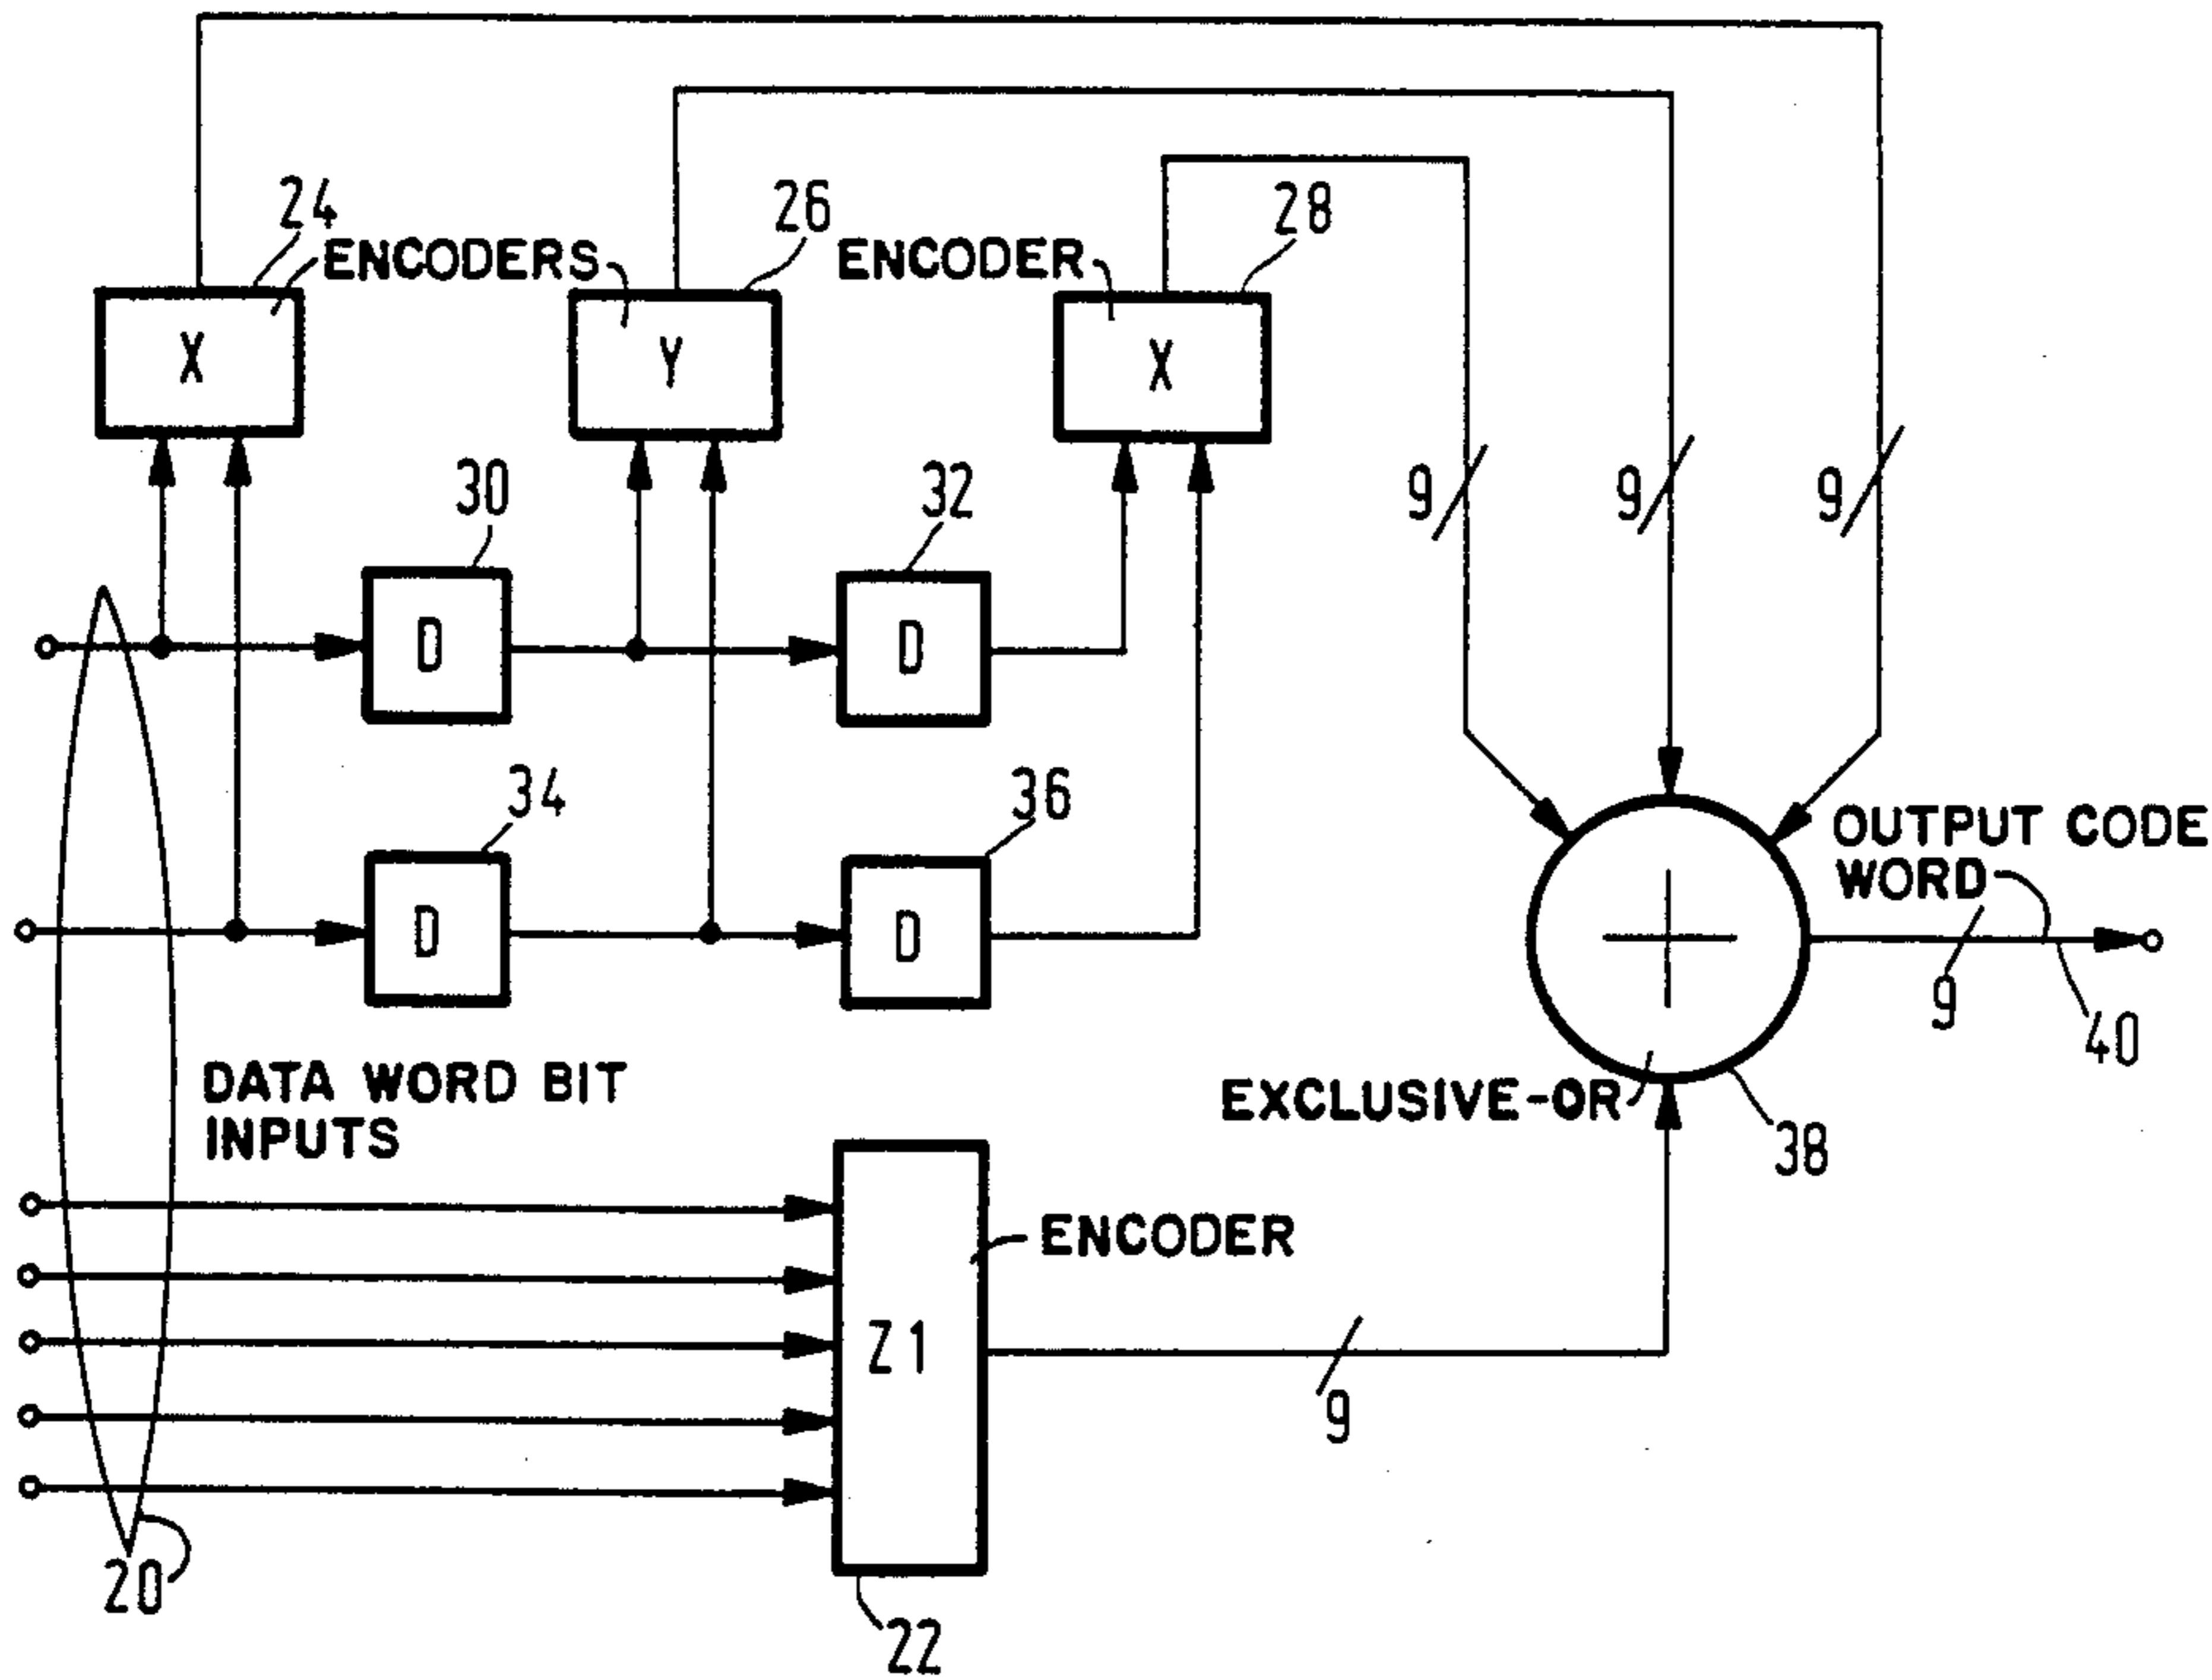 24
26
28
ENCODERS
ENCODER
X
Y
X
30
32
9
9
9
D
D
34
36
OUTPUT CODE
WORD
D
D
9
40
DATA WORD BIT
INPUTS
EXCLUSIVE-OR
38
ENCODER
Z1
9
20
22